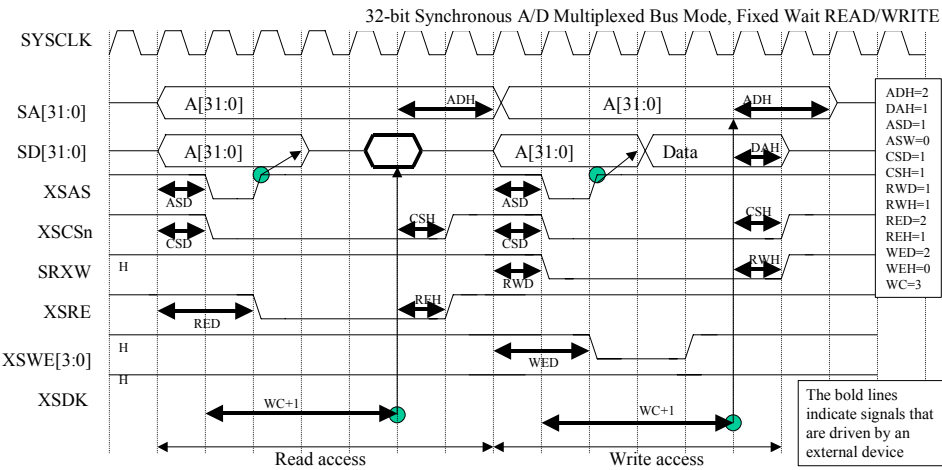 32-bit Synchronous A/D Multiplexed Bus Mode, Fixed Wait READ/WRITE
SYSCLK
SA[31:0]
A[31:0]
ADH
A[31:0]
ADH
SD[31:0]
A[31:0]
A[31:0]
Data
DAH
XSAS
ASD
ASD
XSCSn
CSD
CSH
CSD
CSH
SRXW
H
RWD
RWH
XSRE
RED
REH
XSWE[3:0]
H
WED
XSDK
H
WC+1
WC+1
Read access
Write access
ADH=2
DAH=1
ASD=1
ASW=0
CSD=1
CSH=1
RWD=1
RWH=1
RED=2
REH=1
WED=2
WEH=0
WC=3
The bold lines
indicate signals that
are driven by an
external device